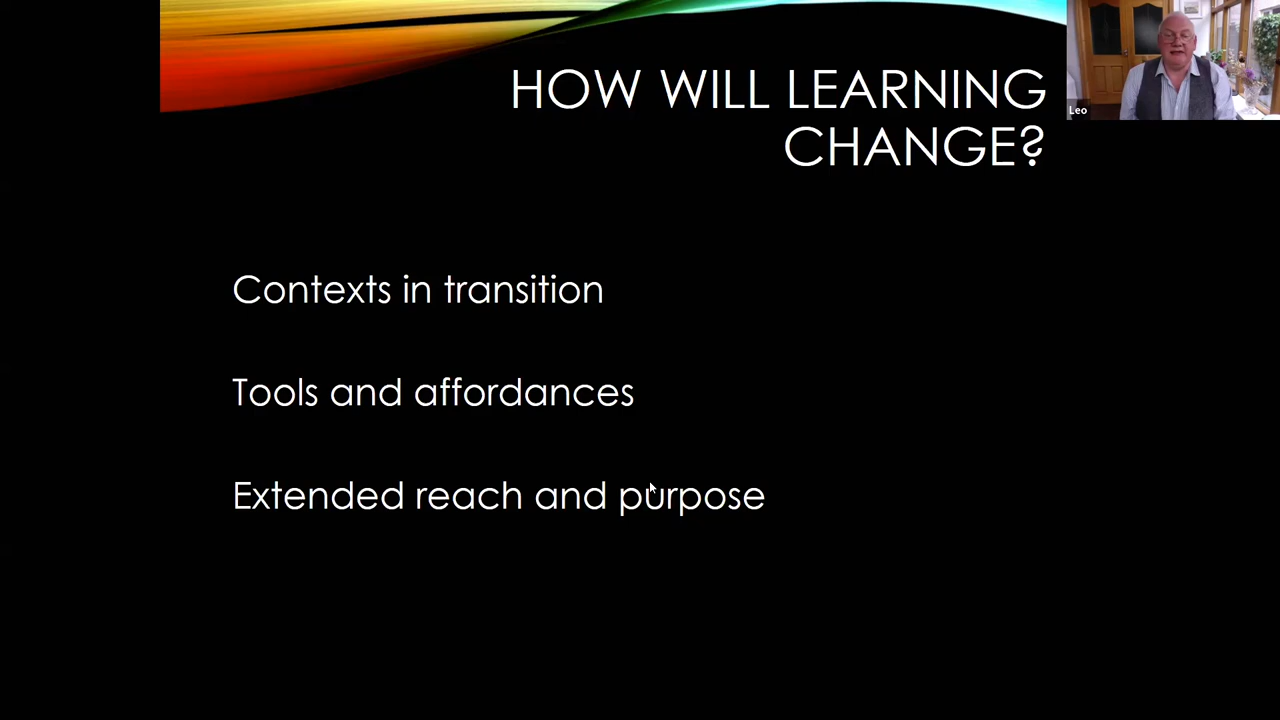 HOW WILL LEARNING
CHANGE?
Leo
Contexts in transition
Tools and affordances
Extended reach and purpose